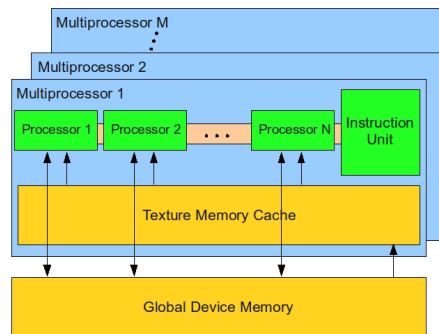 Multiprocessor M
Multiprocessor 2
Multiprocessor 1
Processor 1
Processor 2
...
Processor N
Instruction
Unit
Texture Memory Cache
Global Device Memory